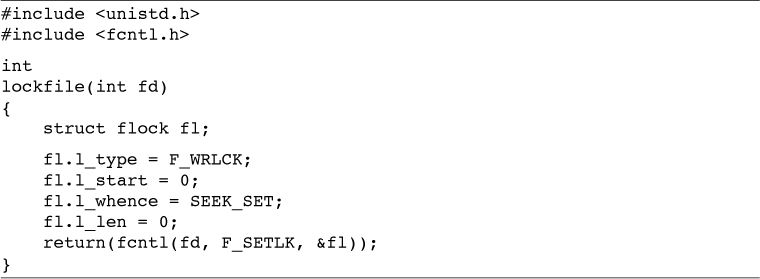 #include <unistd.h>
#include <fcntl.h>
int
lockfile(int fd)
{
    struct flock fl;
    fl.l_type = F_WRLCK;
    fl.l_start = 0;
    fl.l_whence = SEEK_SET;
    fl.l_len = 0;
    return(fcntl(fd, F_SETLK, &fl));
}